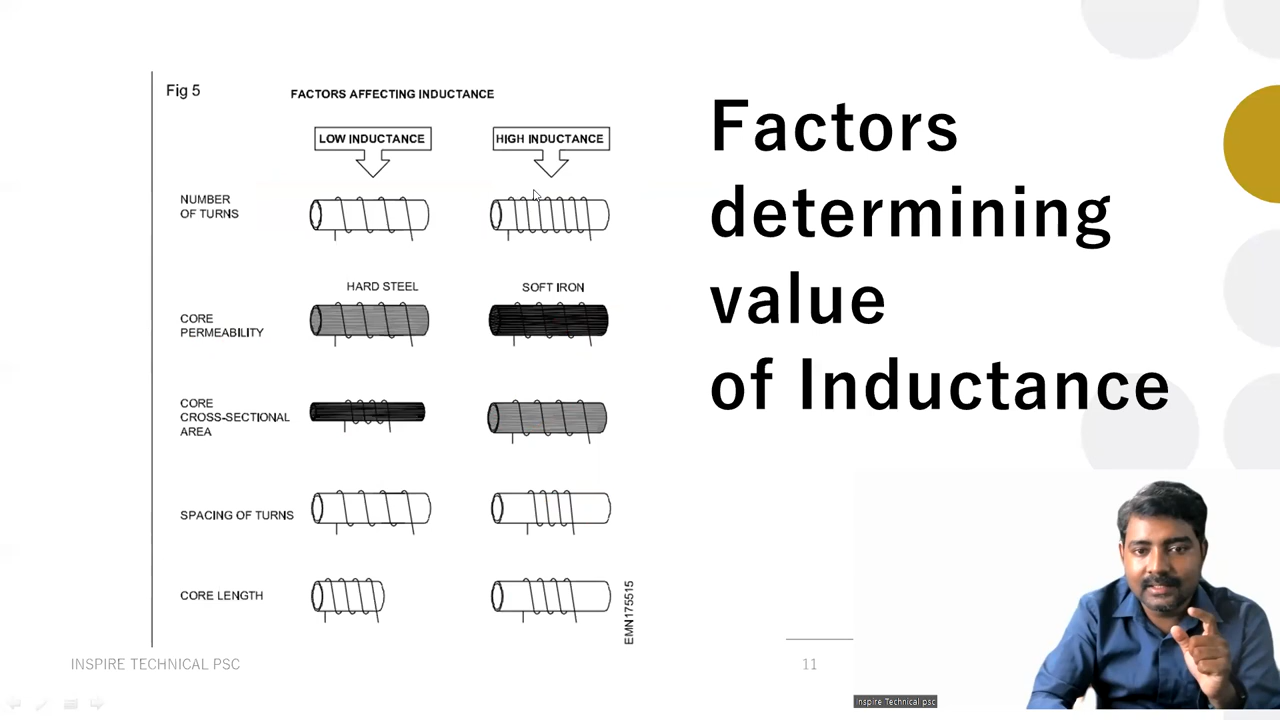 Fig 5
FACTORS AFFECTING INDUCTANCE
LOW INDUCTANCE
HIGH INDUCTANCE
NUMBER
OF TURNS
HARD STEEL
SOFT IRON
CORE
PERMEABILITY
CORE
CROSS-SECTIONAL
AREA
SPACING OF TURNS
CORE LENGTH
EMN175515
Factors
determining
value
of Inductance
INSPIRE TECHNICAL PSC
11
Inspire Technical psc